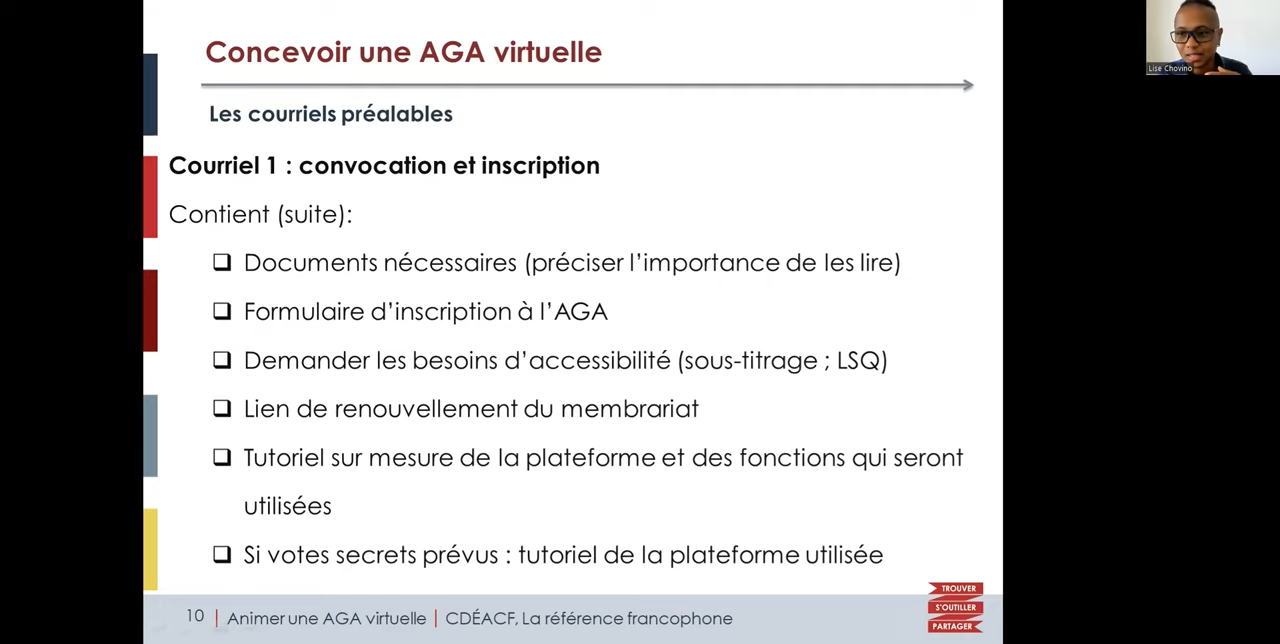 Concevoir une AGA virtuelle
Lise Chovino
Les courriels préalables
Courriel 1 : convocation et inscription
Contient (suite):
Documents nécessaires (préciser l’importance de les lire)
Formulaire d’inscription à l’AGA
Demander les besoins d’accessibilité (sous-titrage ; LSQ)
Lien de renouvellement du membrariat
Tutoriel sur mesure de la plateforme et des fonctions qui seront
utilisées
Si votes secrets prévus : tutoriel de la plateforme utilisée
10 | Animer une AGA virtuelle | CDÉACF, La référence francophone
TROUVER
S’OUTILLER
PARTAGER